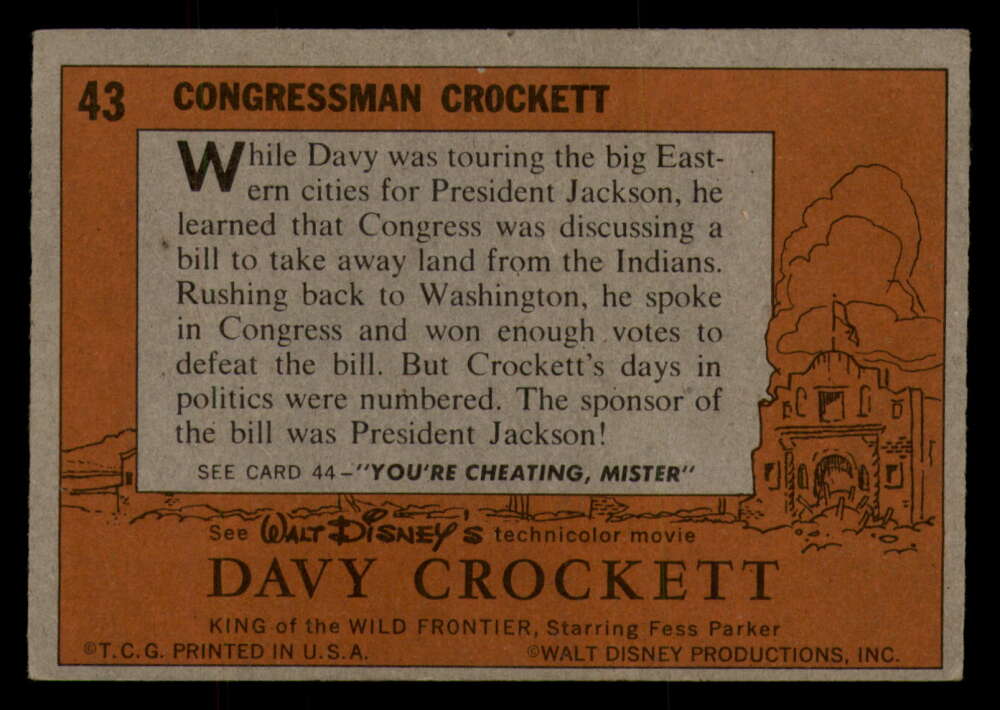 43 CONGRESSMAN CROCKETT
While Davy was touring the big East-
ern cities for President Jackson, he
learned that Congress was discussing a
bill to take away land from the Indians.
Rushing back to Washington, he spoke
in Congress and won enough votes to
defeat the bill. But Crockett's days in
politics were numbered. The sponsor of
the bill was President Jackson!
SEE CARD 44–"YOU'RE CHEATING, MISTER"
See WALT DISNEY'S technicolor movie
DAVY CROCKETT
KING of the WILD FRONTIER, Starring Fess Parker
©T.C.G. PRINTED IN U.S.A. ©WALT DISNEY PRODUCTIONS, INC.